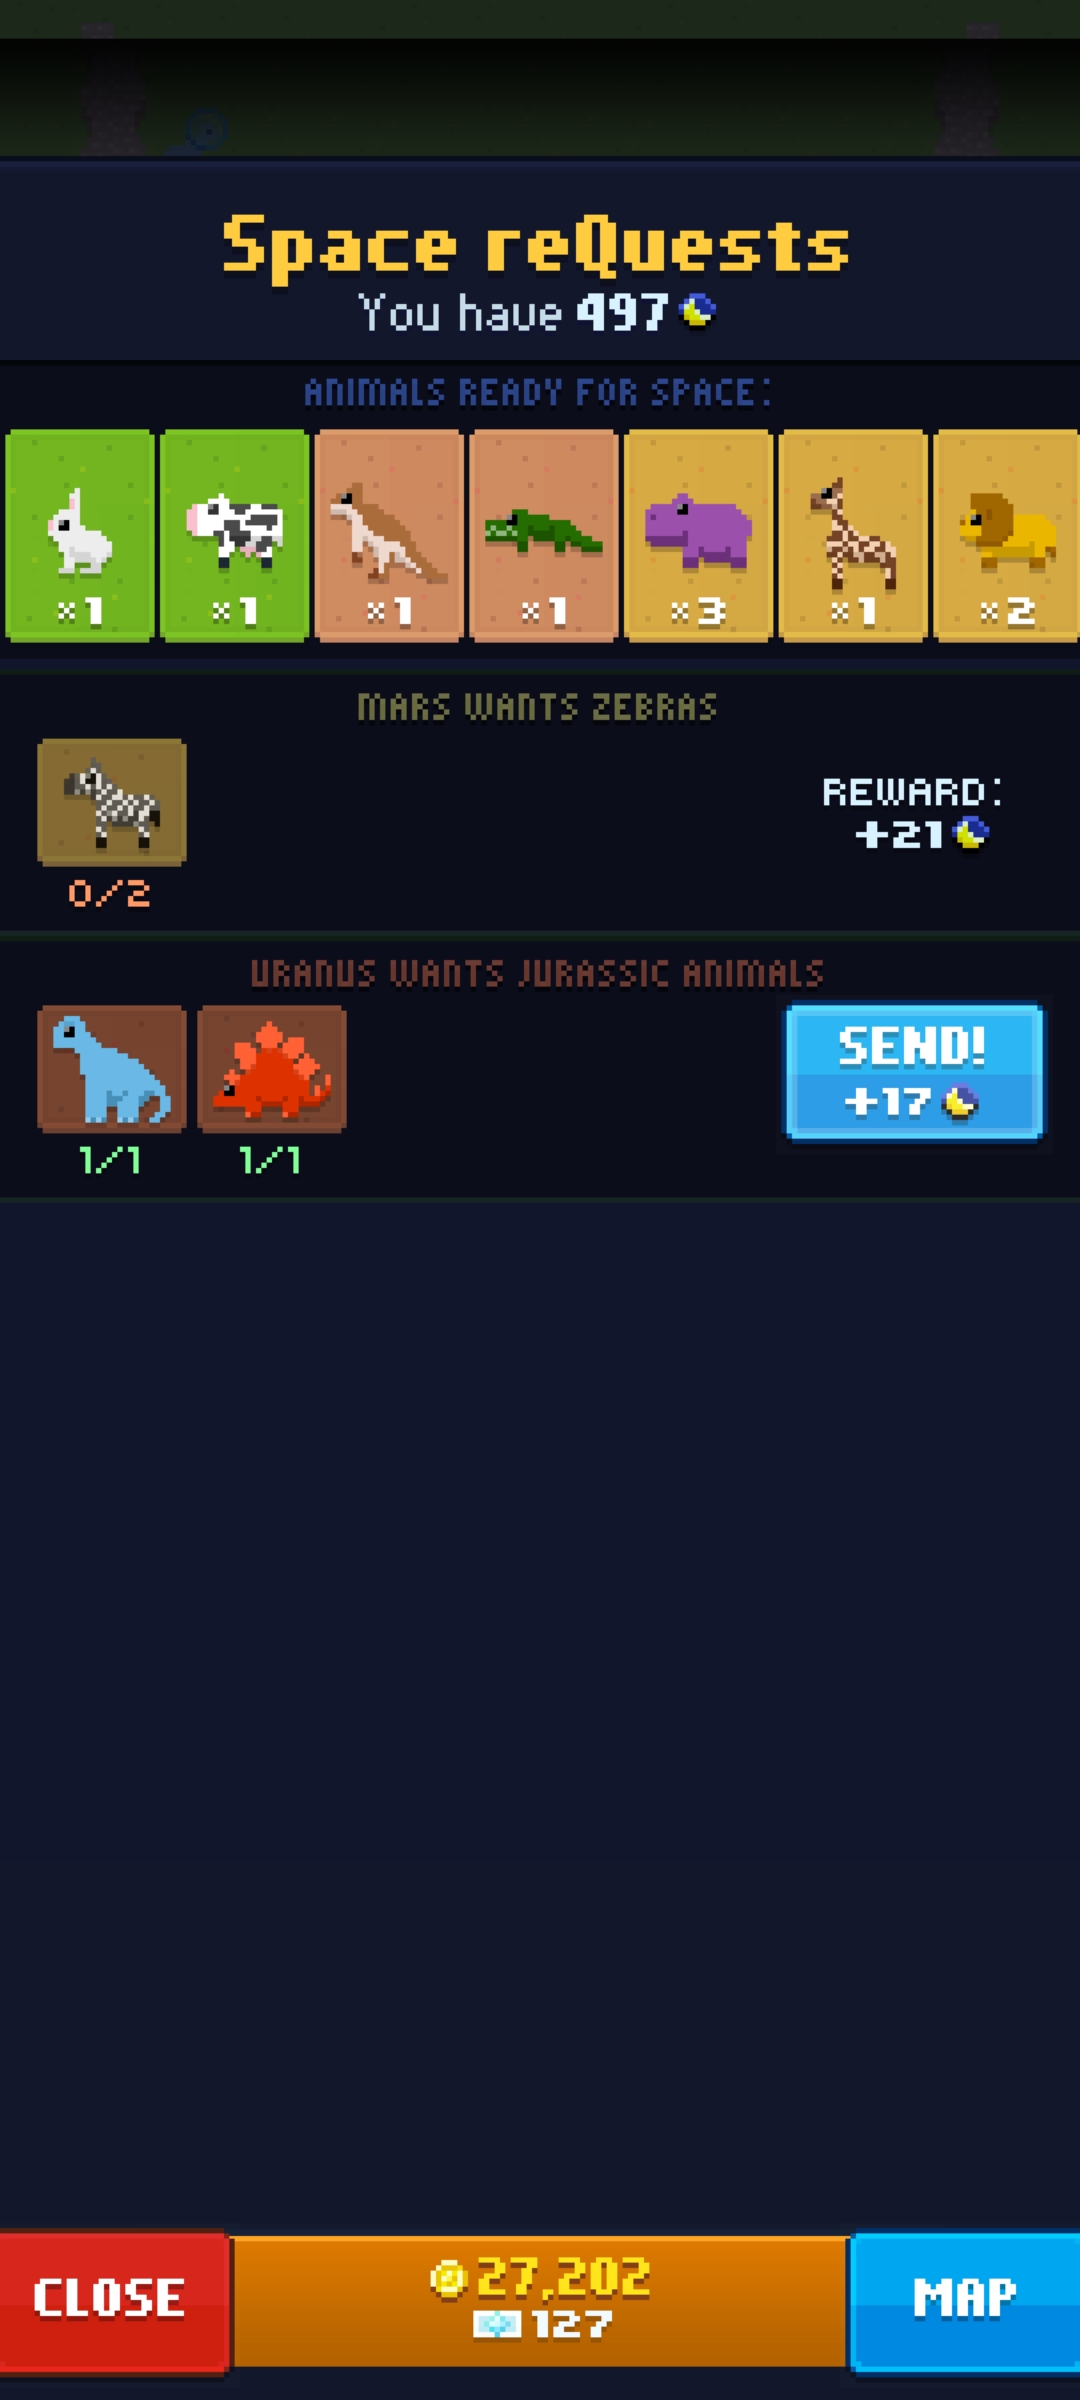 Space reQuests
You have 497
ANIMALS READY FOR SPACE:
×1 ×1 ×1 ×1 ×3 ×1 ×2
MARS WANTS ZEBRAS
REWARD:
+21
0/2
URANUS WANTS JURASSIC ANIMALS
SEND!
+17
1/1 1/1
CLOSE
27,202
127
MAP